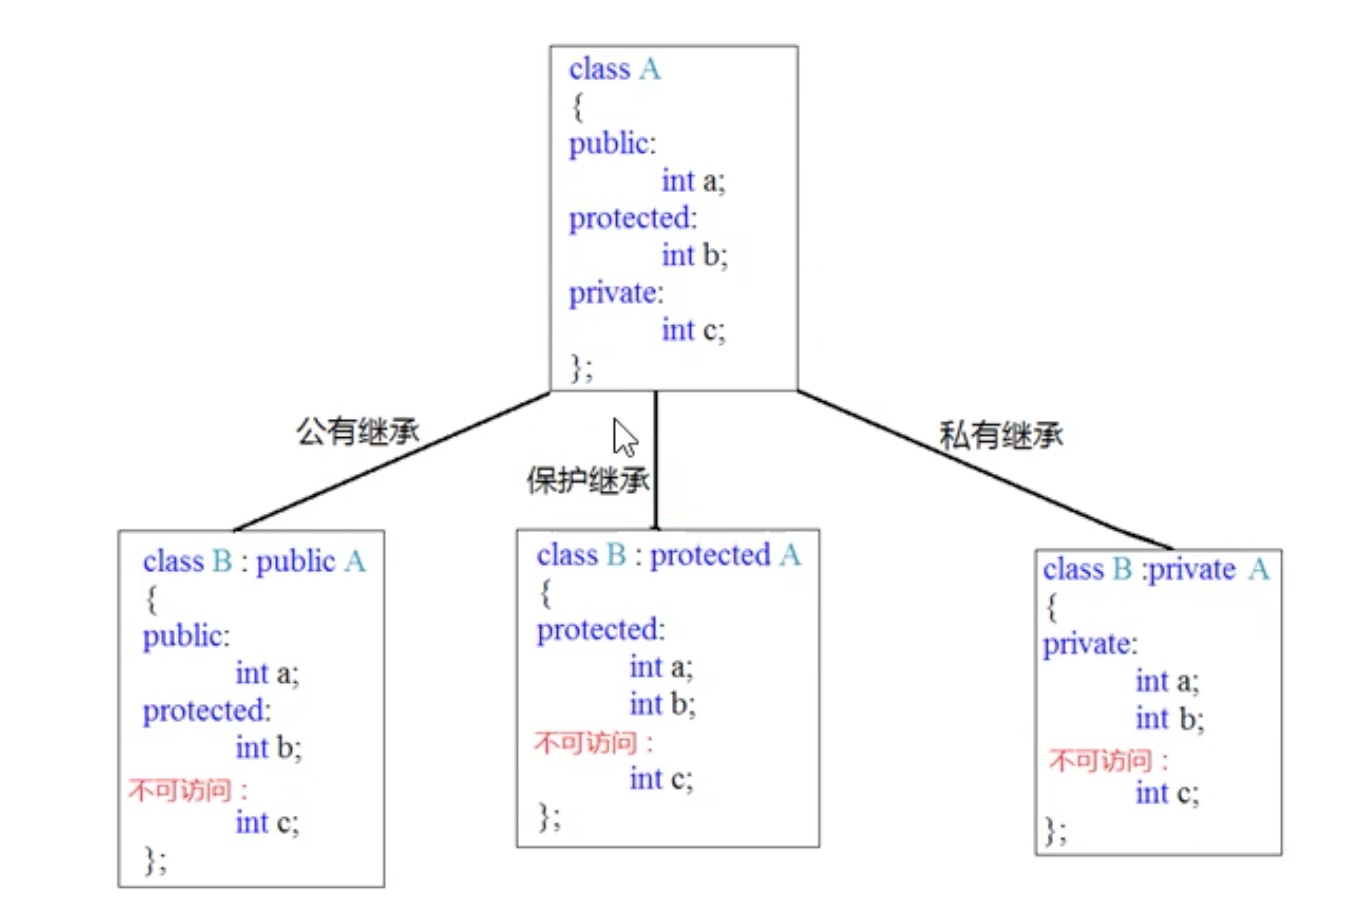 class A
{
public:
int a;
protected:
int b;
private:
int c;
};
公有继承
保护继承
私有继承
class B : public A
{
public:
int a;
protected:
int b;
不可访问：
int c;
};
class B : protected A
{
protected:
int a;
int b;
不可访问：
int c;
};
class B :private A
{
private:
int a;
int b;
不可访问：
int c;
};